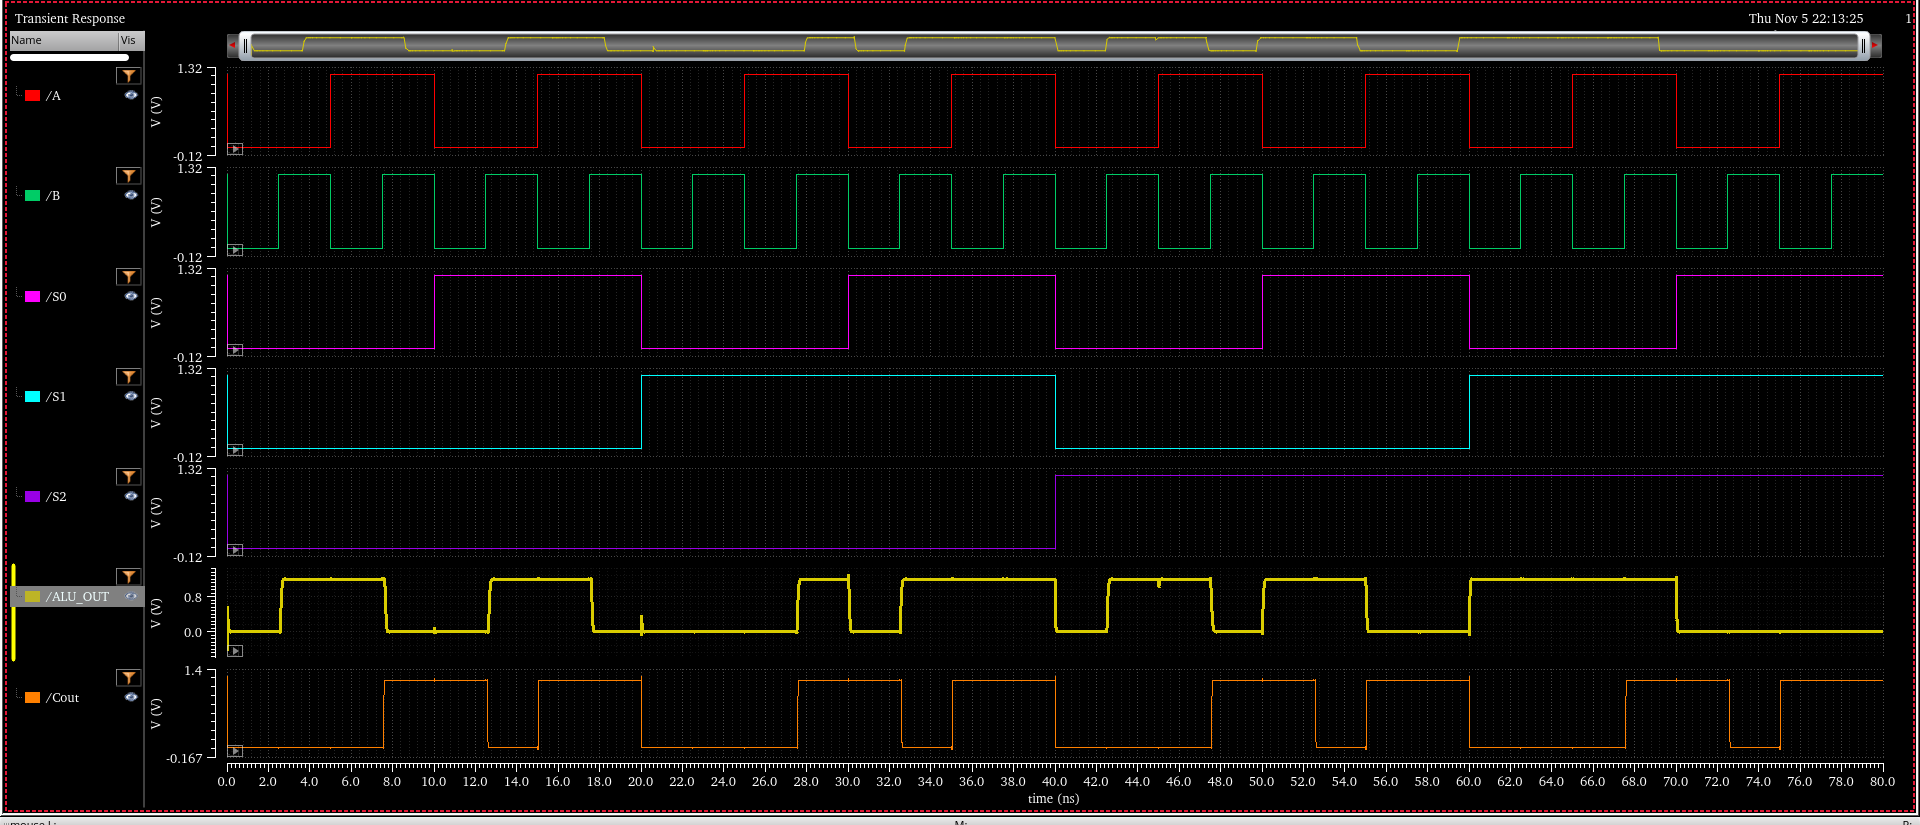 Transient Response
Thu Nov 5 22:13:25 1
Name Vis
/A
1.32
V (V)
-0.12
/B
1.32
V (V)
-0.12
/S0
1.32
V (V)
-0.12
/S1
1.32
V (V)
-0.12
/S2
1.32
V (V)
-0.12
/ALU_OUT
0.8
V (V)
0.0
/Cout
1.4
V (V)
-0.167
0.0 2.0 4.0 6.0 8.0 10.0 12.0 14.0 16.0 18.0 20.0 22.0 24.0 26.0 28.0 30.0 32.0 34.0 36.0 38.0 40.0 42.0 44.0 46.0 48.0 50.0 52.0 54.0 56.0 58.0 60.0 62.0 64.0 66.0 68.0 70.0 72.0 74.0 76.0 78.0 80.0
time (ns)